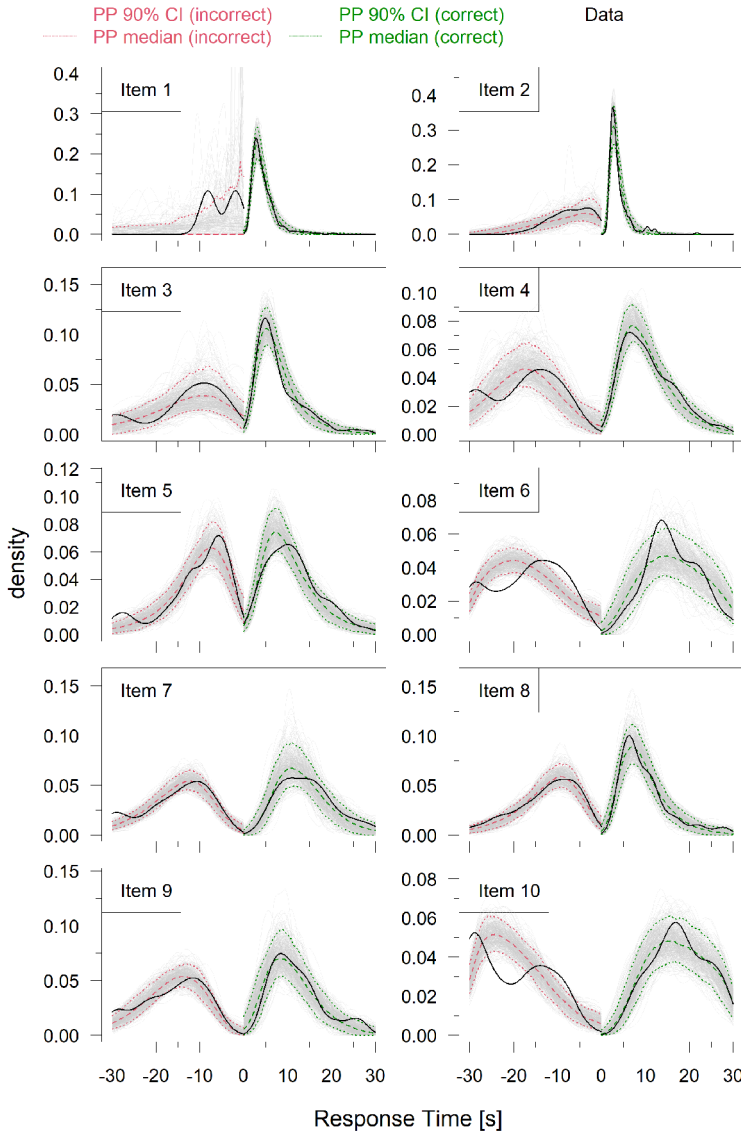 PP 90% CI (incorrect) PP 90% CI (correct) Data
PP median (incorrect) PP median (correct)
Item 1 Item 2
0.4 0.3 0.2 0.1 0.0
0.4 0.3 0.2 0.1 0.0
Item 3 Item 4
0.15 0.10 0.05 0.00
0.10 0.08 0.06 0.04 0.02 0.00
Item 5 Item 6
0.12 0.10 0.08 0.06 0.04 0.02 0.00
0.08 0.06 0.04 0.02 0.00
density
Item 7 Item 8
0.15 0.10 0.05 0.00
0.15 0.10 0.05 0.00
Item 9 Item 10
0.15 0.10 0.05 0.00
0.08 0.06 0.04 0.02 0.00
-30 -20 -10 0 10 20 30 -30 -20 -10 0 10 20 30
Response Time [s]